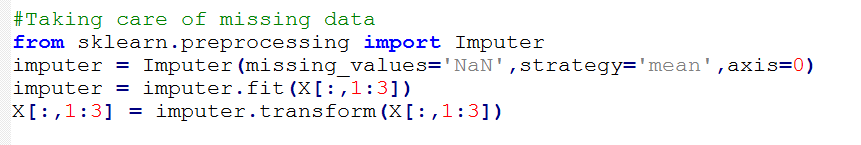 #Taking care of missing data
from sklearn.preprocessing import Imputer
imputer = Imputer(missing_values='NaN',strategy='mean',axis=0)
imputer = imputer.fit(X[:,1:3])
X[:,1:3] = imputer.transform(X[:,1:3])